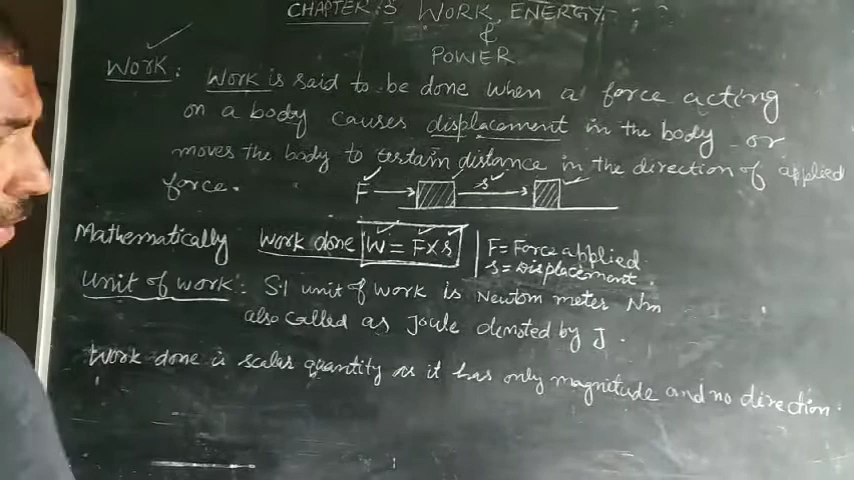 CHAPTER:3 WORK, ENERGY
&
POWER
WORK: Work is said to be done when a force acting
on a body causes displacement in the body or
moves the body to certain distance in the direction of applied
force.
F s
Mathematically Work done W = F x s F = Force applied
s = Displacement
Unit of work: S.I unit of work is Newton meter Nm
also called as Joule denoted by J.
Work done is scalar quantity as it has only magnitude and no direction